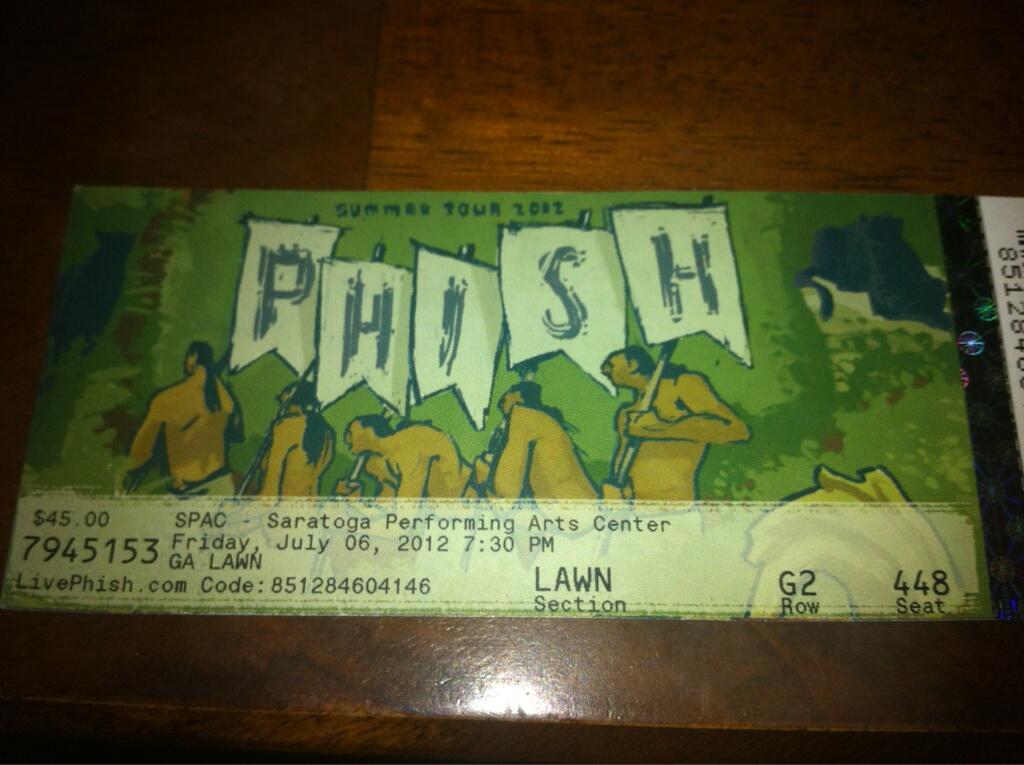 SUMMER TOUR 2012
PHISH
$45.00
SPAC - Saratoga Performing Arts Center
7945153
Friday, July 06, 2012 7:30 PM
GA LAWN
LivePhish.com Code:851284604146
LAWN
Section
G2
Row
448
Seat